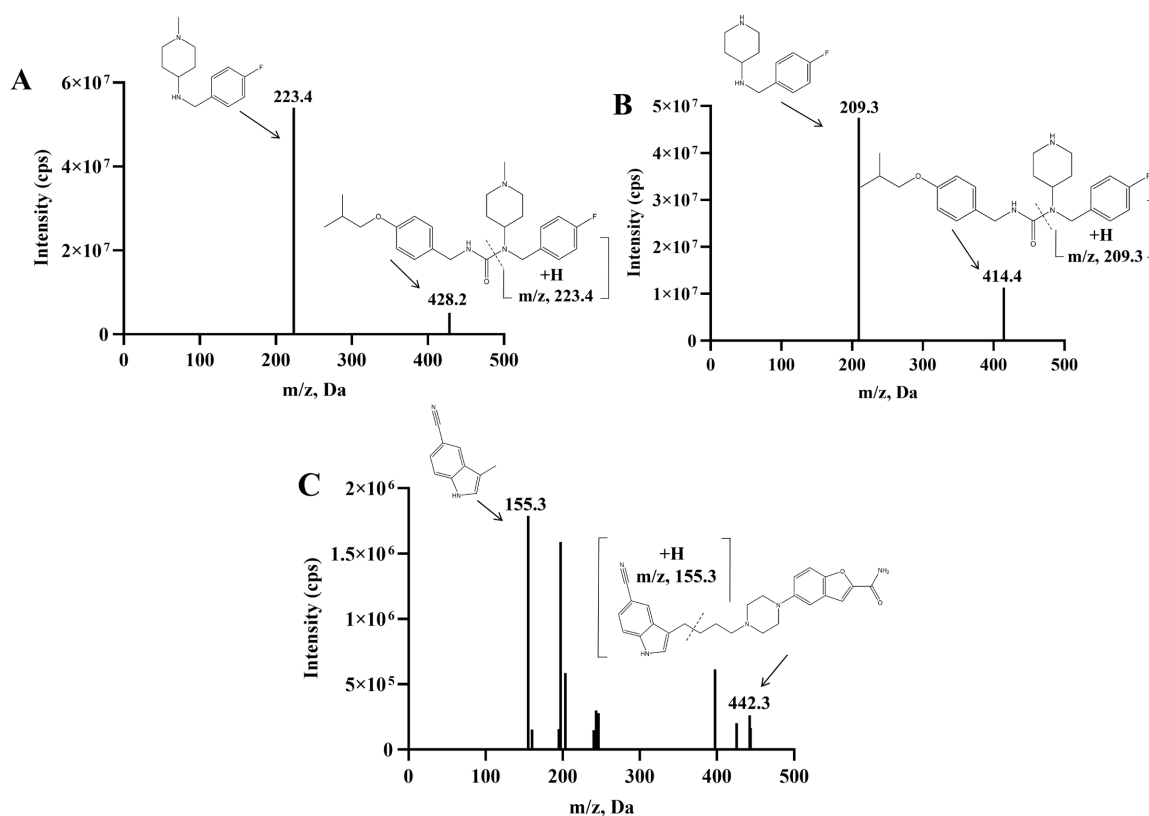 A
Intensity (cps)
6×10⁷
4×10⁷
2×10⁷
0
0 100 200 300 400 500
m/z, Da
223.4
428.2
N
HN
F
O
H
N
O
N
N
F
+H
m/z, 223.4
B
Intensity (cps)
5×10⁷
4×10⁷
3×10⁷
2×10⁷
1×10⁷
0
0 100 200 300 400 500
m/z, Da
209.3
414.4
HN
HN
F
O
H
N
O
N
HN
F
+H
m/z, 209.3
C
Intensity (cps)
2×10⁶
1.5×10⁶
1×10⁶
5×10⁵
0
0 100 200 300 400 500
m/z, Da
155.3
442.3
N
HN
+H
m/z, 155.3
N
HN
N
N
O
NH₂
O